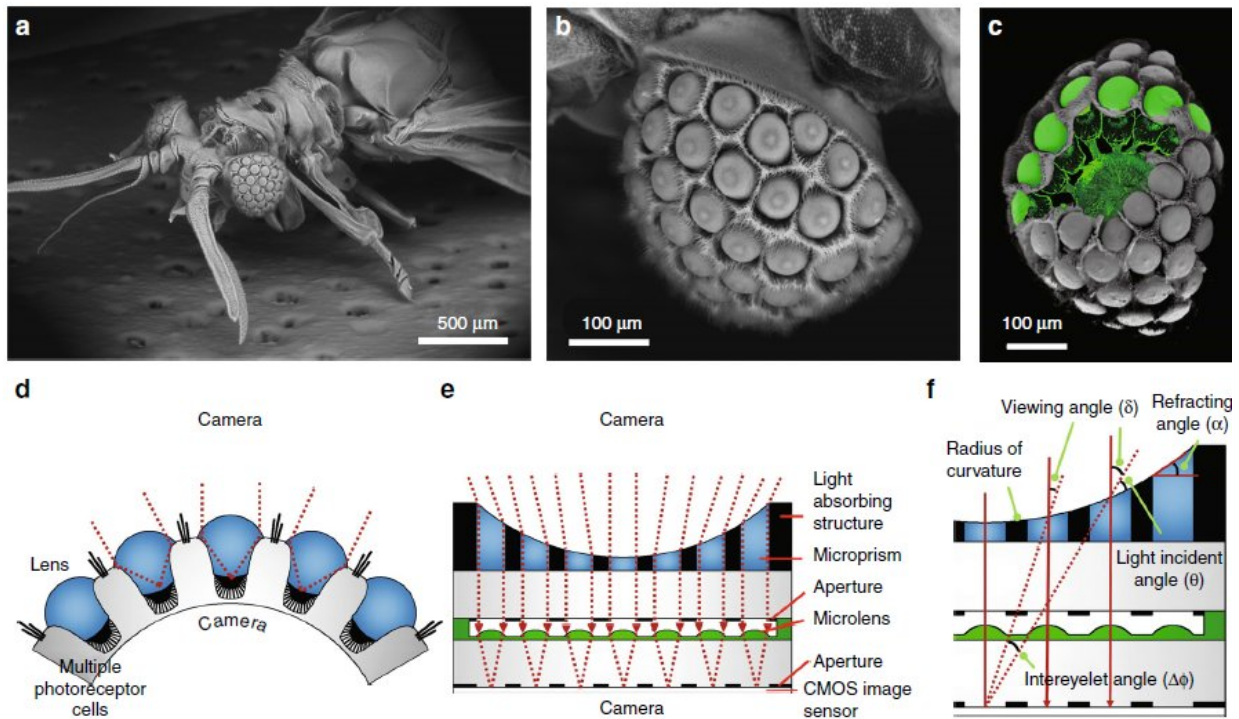 a
500 µm
b
100 µm
c
100 µm
d
Camera
Lens
Camera
Multiple
photoreceptor
cells
e
Camera
Light
absorbing
structure
Microprism
Aperture
Microlens
Aperture
CMOS image
sensor
Camera
f
Viewing angle (δ)
Refracting
angle (α)
Radius of
curvature
Light incident
angle (θ)
Intereyelet angle (Δϕ)